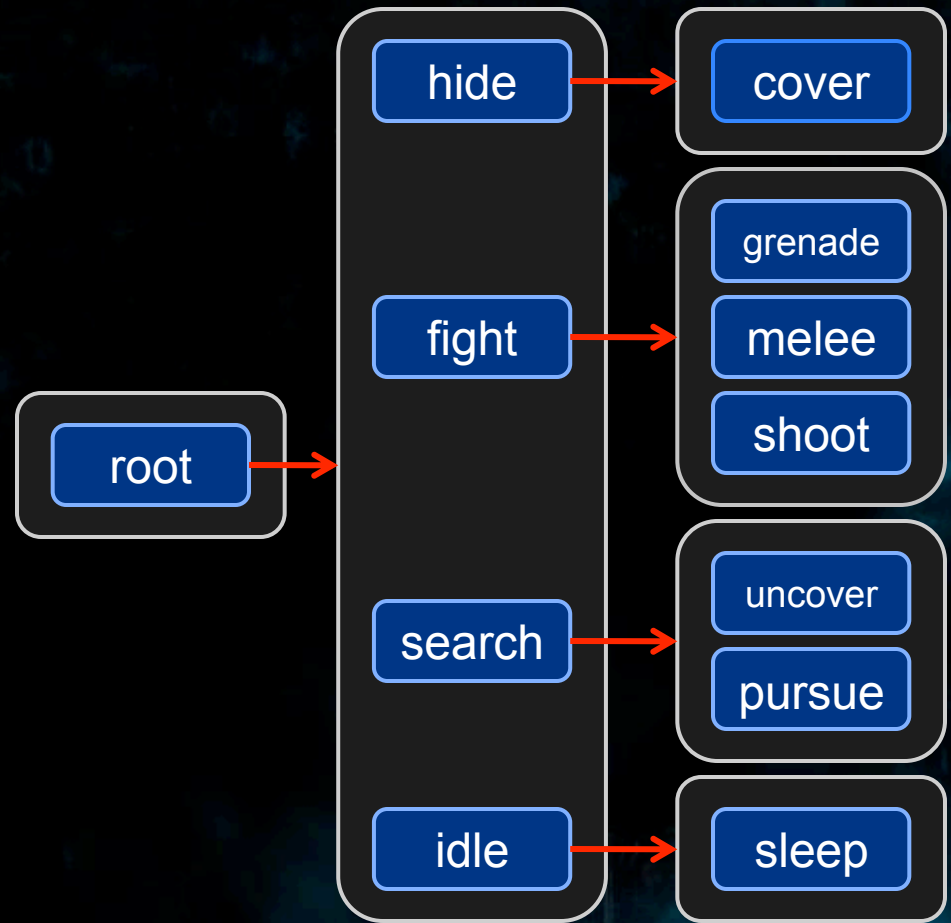 root
hide
fight
search
idle
cover
grenade
melee
shoot
uncover
pursue
sleep